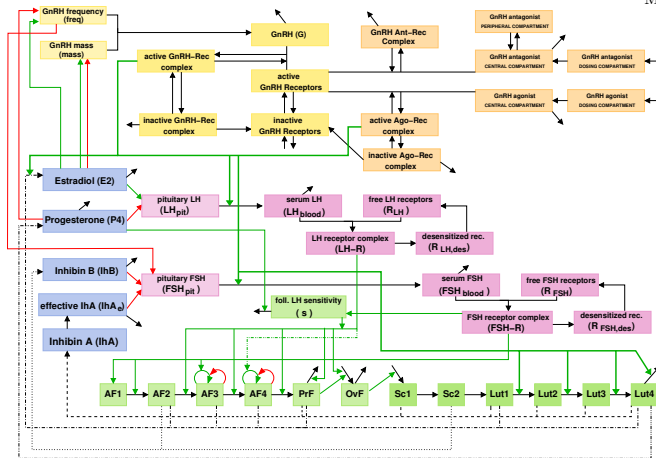 M
GnRH frequency
(freq)
GnRH mass
(mass)
GnRH (G)
GnRH Ant-Rec
Complex
GnRH antagonist
PERIPHERAL COMPARTMENT
active GnRH-Rec
complex
GnRH antagonist
CENTRAL COMPARTMENT
GnRH antagonist
DOSING COMPARTMENT
active
GnRH Receptors
GnRH agonist
CENTRAL COMPARTMENT
GnRH agonist
DOSING COMPARTMENT
inactive GnRH-Rec
complex
inactive
GnRH Receptors
active Ago-Rec
complex
inactive Ago-Rec
complex
Estradiol (E2)
Progesterone (P4)
pituitary LH
(LHpit)
serum LH
(LHblood)
free LH receptors
(RLH)
LH receptor complex
(LH-R)
desensitized rec.
(R LH,des)
Inhibin B (IhB)
effective IhA (IhAe)
Inhibin A (IhA)
pituitary FSH
(FSHpit)
serum FSH
(FSHblood)
free FSH receptors
(RFSH)
foll. LH sensitivity
(s)
FSH receptor complex
(FSH-R)
desensitized rec.
(R FSH,des)
AF1 AF2 AF3 AF4 PrF OvF Sc1 Sc2 Lut1 Lut2 Lut3 Lut4